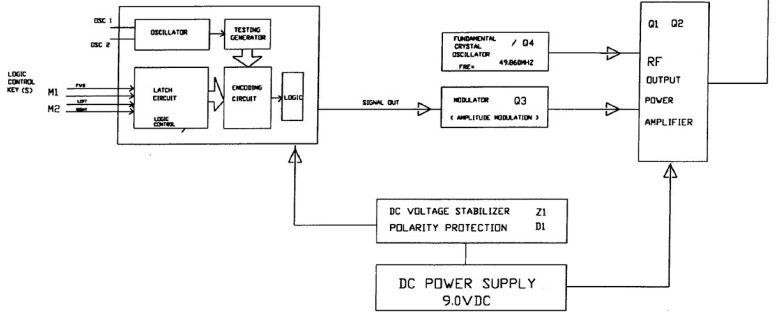 OSC 1
OSC 2
OSCILLATOR
TESTING
GENERATOR
LOGIC
CONTROL
KEY (S)
M1
M2
FWD
LEFT
RIGHT
LATCH
CIRCUIT
LOGIC
CONTROL
ENCODING
CIRCUIT
LOGIC
SIGNAL OUT
FUNDAMENTAL
CRYSTAL
OSCILLATOR
/ Q4
FRE= 49.860MHZ
MODULATOR Q3
( AMPLITUDE MODULATION )
Q1 Q2
RF
OUTPUT
POWER
AMPLIFIER
DC VOLTAGE STABILIZER Z1
POLARITY PROTECTION D1
DC POWER SUPPLY
9.0VDC